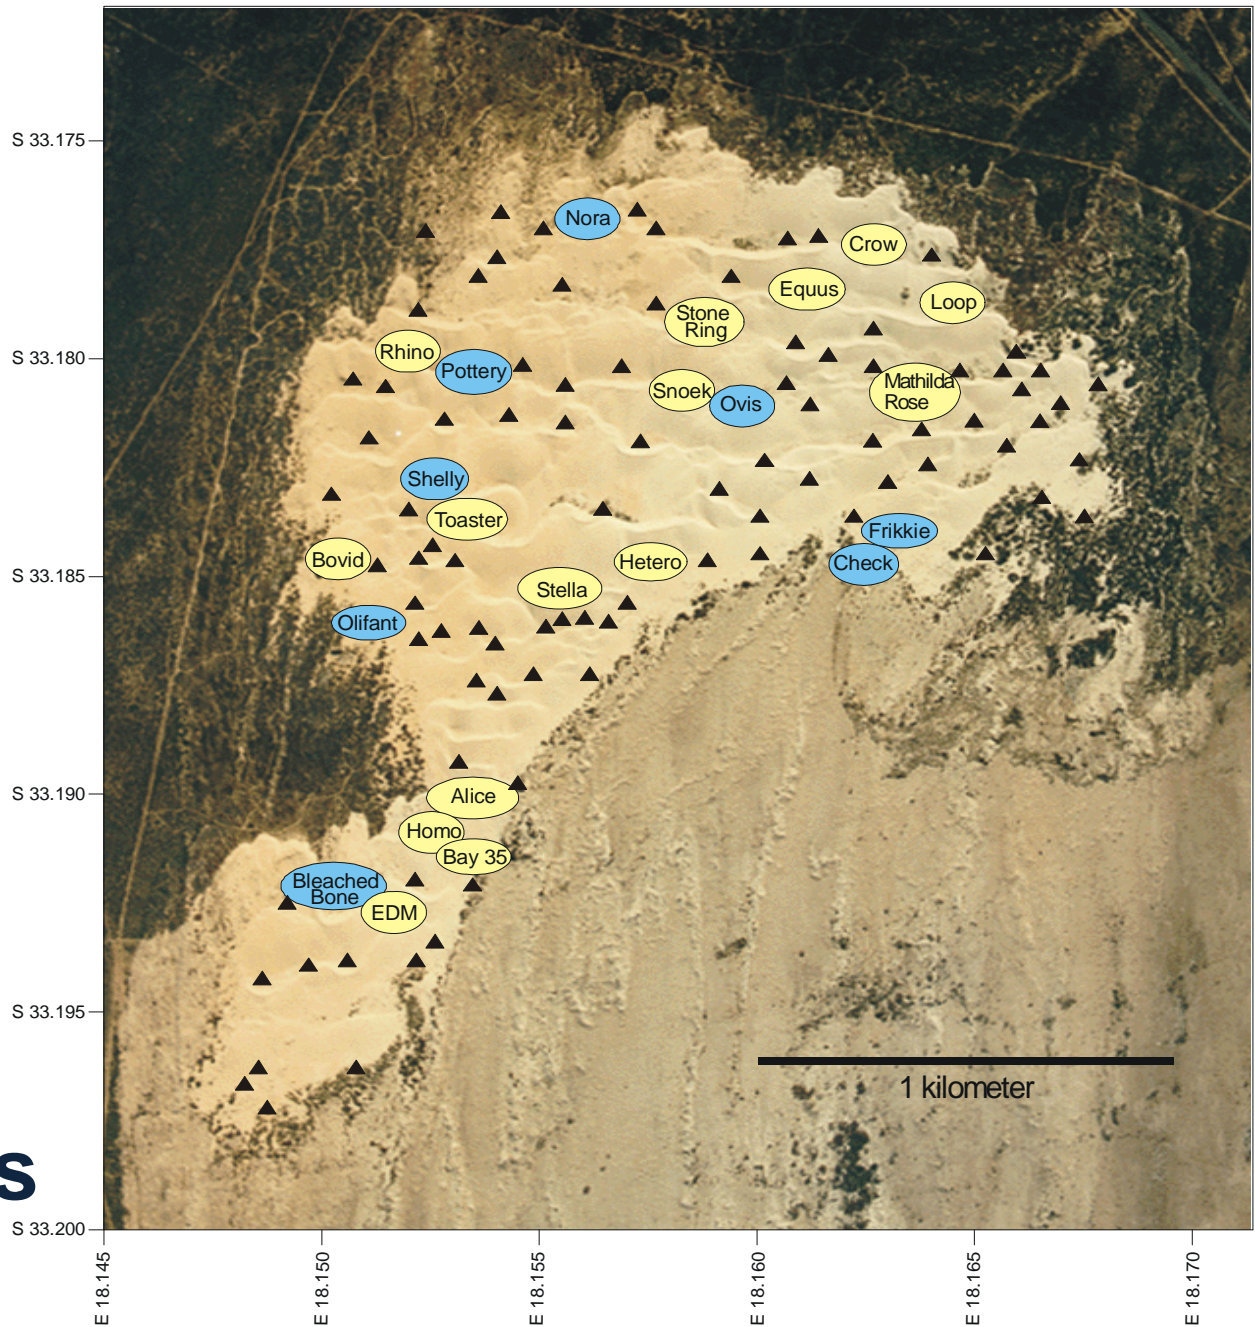 S 33.175
Nora
Crow
Equus
Loop
Stone
Ring
S 33.180
Rhino
Pottery
Snoek
Ovis
Mathilda
Rose
Shelly
Toaster
Frikkie
Bovid
Hetero
Check
S 33.185
Stella
Olifant
S 33.190
Alice
Homo
Bay 35
Bleached
Bone
EDM
S 33.195
1 kilometer
s
S 33.200
E 18.145
E 18.150
E 18.155
E 18.160
E 18.165
E 18.170